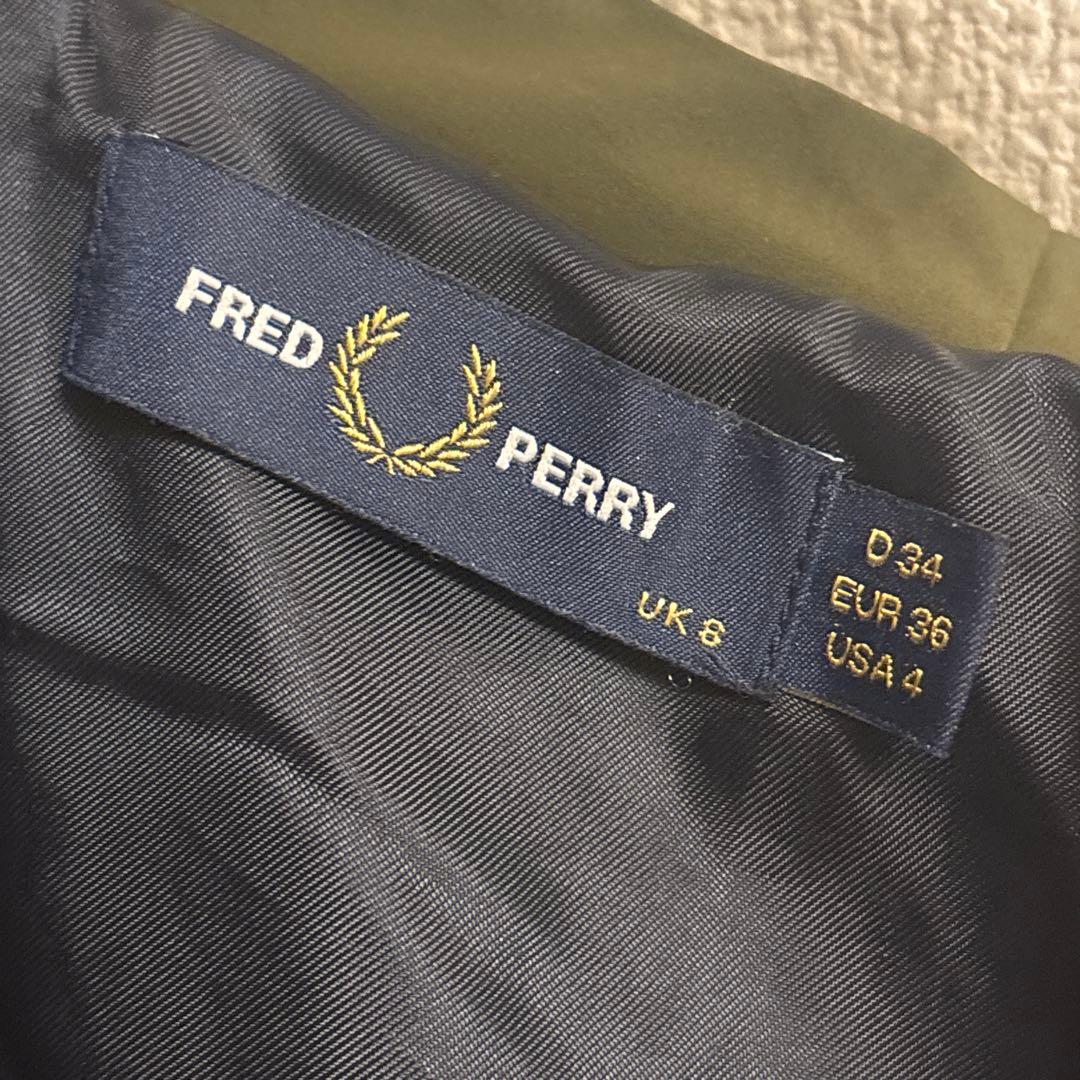 FRED PERRY
UK 8
D 34
EUR 36
USA 4